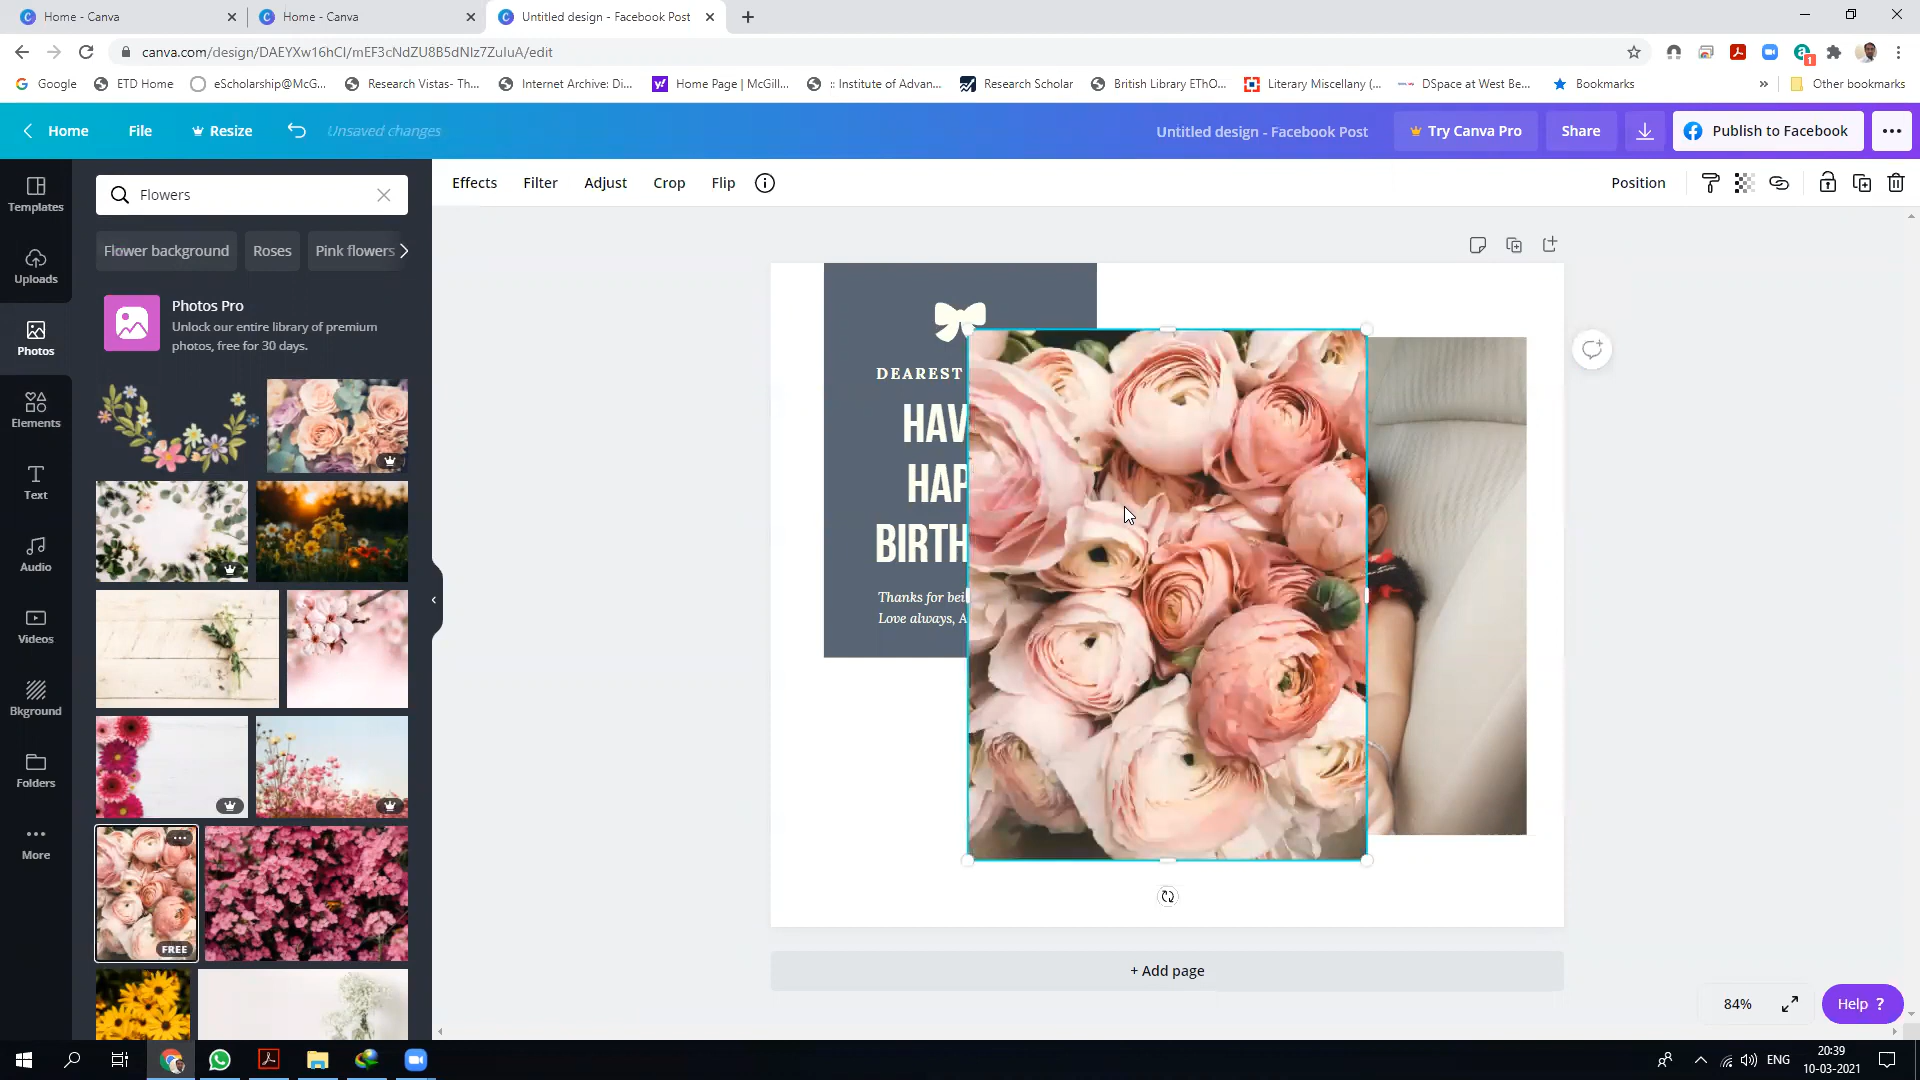 Home - Canva
Home - Canva
Untitled design - Facebook Post
canva.com/design/DAEYXw16hCI/mEF3cNdZU8B5dNIz7ZuIuA/edit
Google
ETD Home
eScholarship@McG...
Research Vistas- Th...
Internet Archive: Di...
Home Page | McGill...
:: Institute of Advan...
Research Scholar
British Library EThO...
Literary Miscellany (...
DSpace at West Be...
Bookmarks
»
Other bookmarks
Home
File
Resize
Unsaved changes
Untitled design - Facebook Post
Try Canva Pro
Share
Publish to Facebook
Templates
Uploads
Photos
Elements
Text
Audio
Videos
Bkground
Folders
More
Flowers
Flower background
Roses
Pink flowers
Photos Pro
Unlock our entire library of premium
photos, free for 30 days.
FREE
Effects
Filter
Adjust
Crop
Flip
Position
DEAREST
HAV
HAP
BIRTH
Thanks for bei
Love always, A
+ Add page
84%
Help ?
ENG
20:39
10-03-2021
1